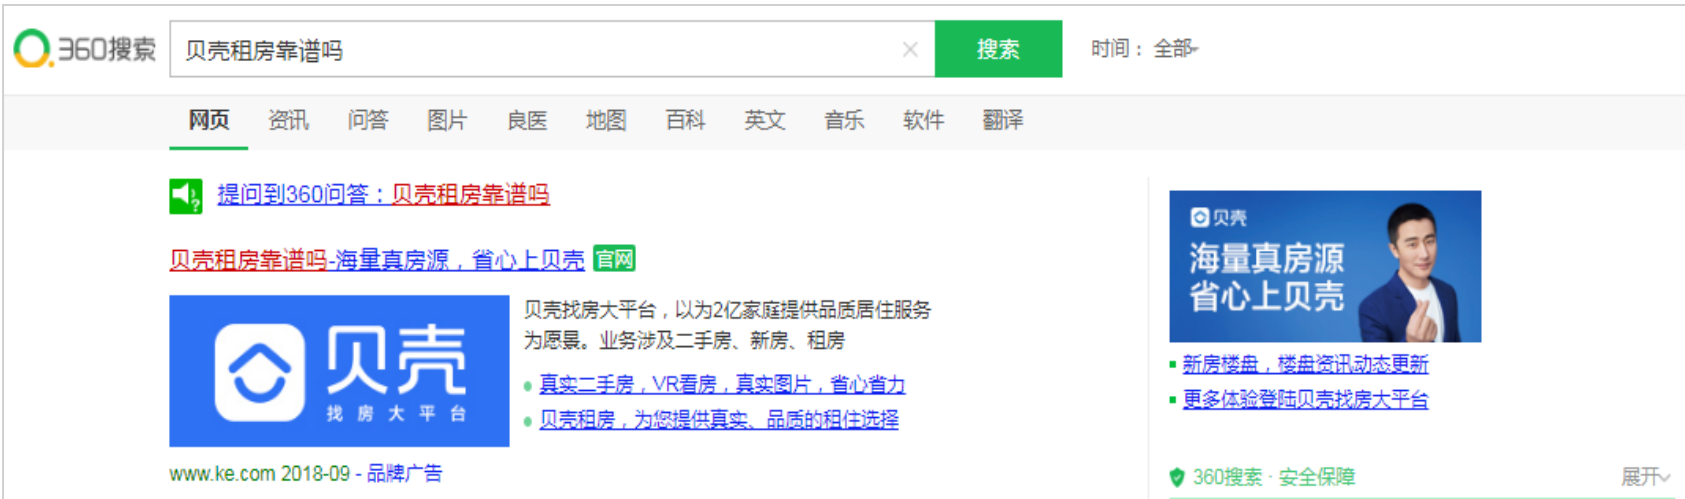 360搜索 贝壳租房靠谱吗 × 搜索 时间： 全部
网页 资讯 问答 图片 良医 地图 百科 英文 音乐 软件 翻译
提问到360问答：贝壳租房靠谱吗
贝壳租房靠谱吗-海量真房源，省心上贝壳 官网
贝壳
找房大平台
贝壳找房大平台，以为2亿家庭提供品质居住服务
为愿景。业务涉及二手房、新房、租房
真实二手房，VR看房，真实图片，省心省力
贝壳租房，为您提供真实、品质的租住选择
www.ke.com 2018-09 - 品牌广告
贝壳
海量真房源
省心上贝壳
新房楼盘，楼盘资讯动态更新
更多体验登陆贝壳找房大平台
360搜索 · 安全保障 展开